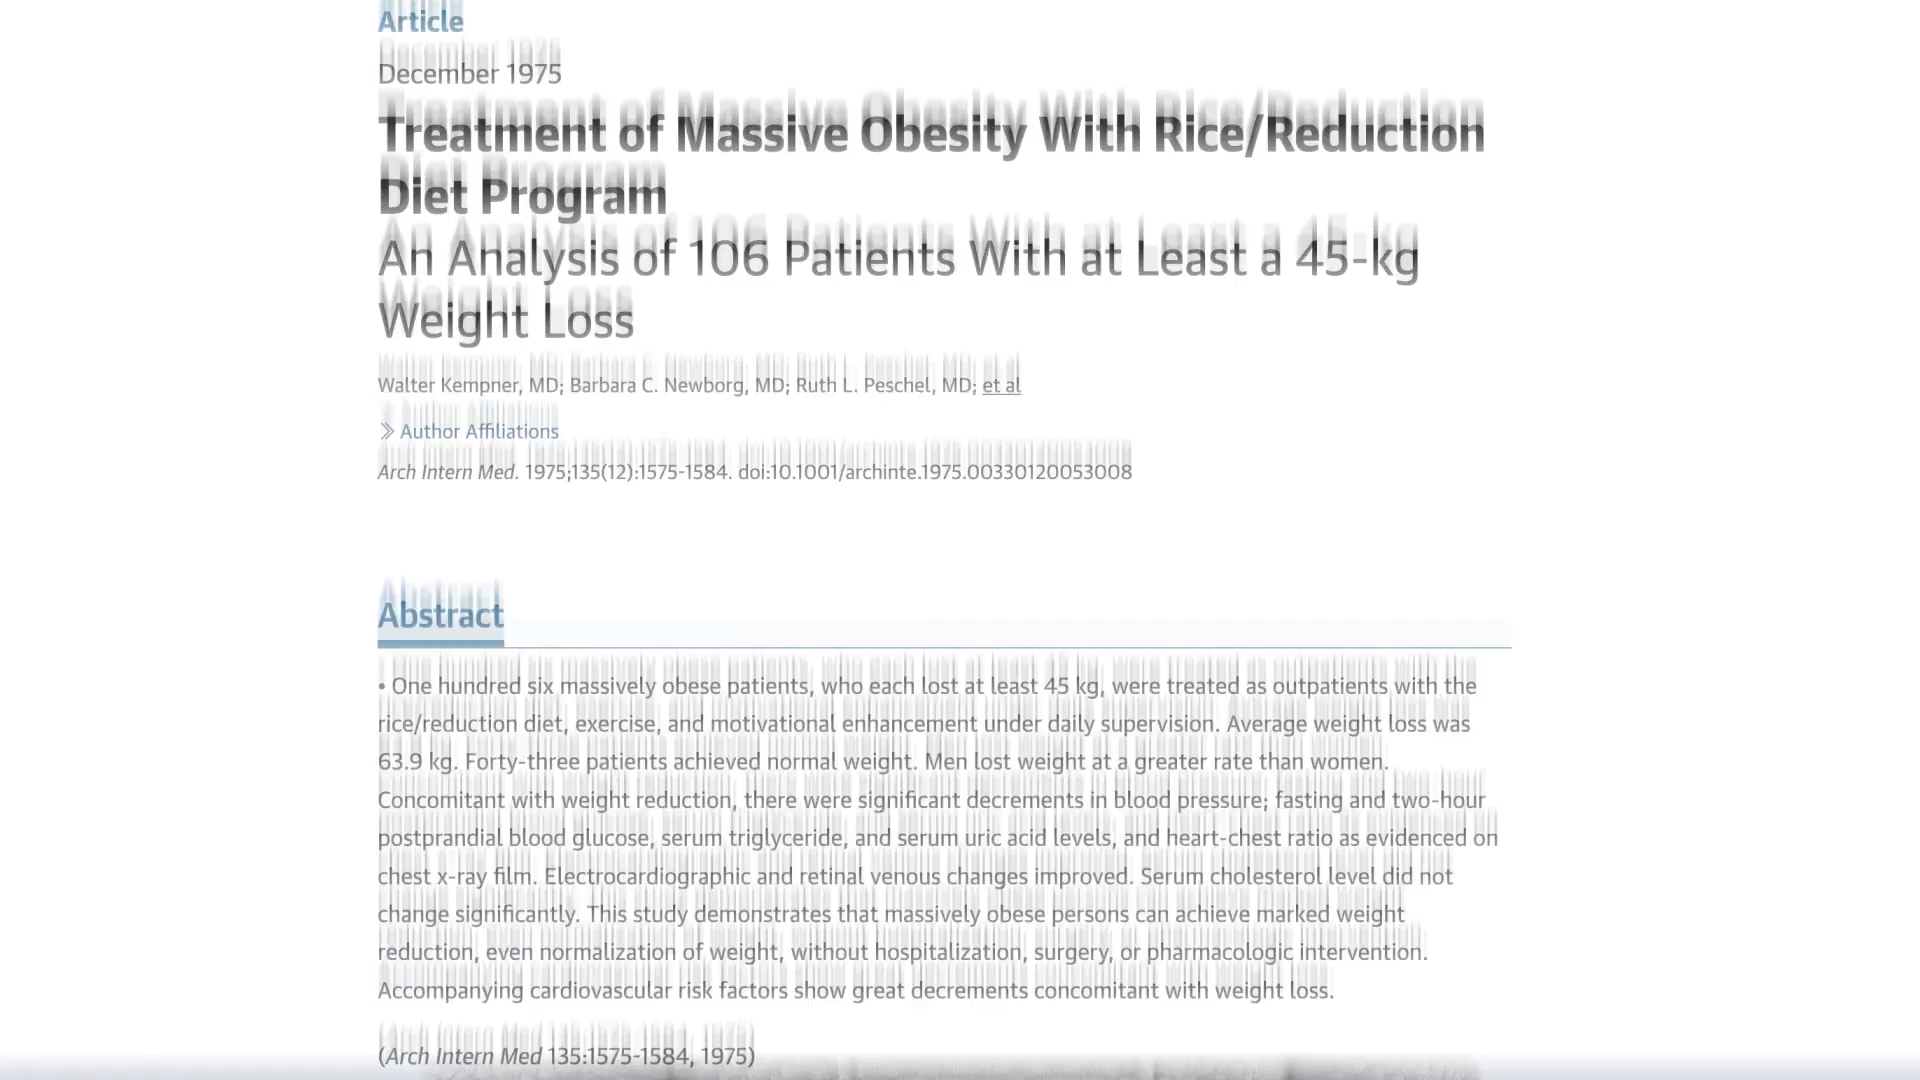 Article
December 1975
Treatment of Massive Obesity With Rice/Reduction
Diet Program
An Analysis of 106 Patients With at Least a 45-kg
Weight Loss
Walter Kempner, MD; Barbara C. Newborg, MD; Ruth L. Peschel, MD; et al
Author Affiliations
Arch Intern Med. 1975;135(12):1575-1584. doi:10.1001/archinte.1975.00330120053008
Abstract
• One hundred six massively obese patients, who each lost at least 45 kg, were treated as outpatients with the
rice/reduction diet, exercise, and motivational enhancement under daily supervision. Average weight loss was
63.9 kg. Forty-three patients achieved normal weight. Men lost weight at a greater rate than women.
Concomitant with weight reduction, there were significant decrements in blood pressure; fasting and two-hour
postprandial blood glucose, serum triglyceride, and serum uric acid levels, and heart-chest ratio as evidenced on
chest x-ray film. Electrocardiographic and retinal venous changes improved. Serum cholesterol level did not
change significantly. This study demonstrates that massively obese persons can achieve marked weight
reduction, even normalization of weight, without hospitalization, surgery, or pharmacologic intervention.
Accompanying cardiovascular risk factors show great decrements concomitant with weight loss.
(Arch Intern Med 135:1575-1584, 1975)